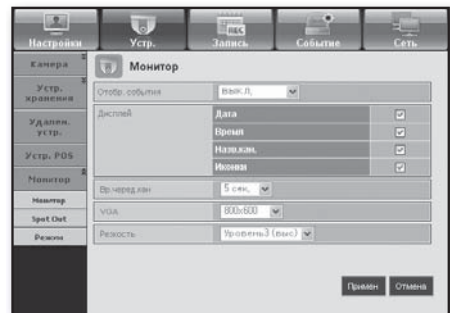 REC
Настройки Устр. Запись Событие Сеть
Камера
Устр. хранения
Удален. устр.
Устр. POS
Монитор
Монитор
Spot Out
Режим
Монитор
Отобр. события ВЫКЛ.
Дисплей Дата
Время
Назв.кан.
Иконки
Вр.черед.кан 5 сек.
VGA 800x600
Резкость Уровень3 (выс)
Примен Отмена